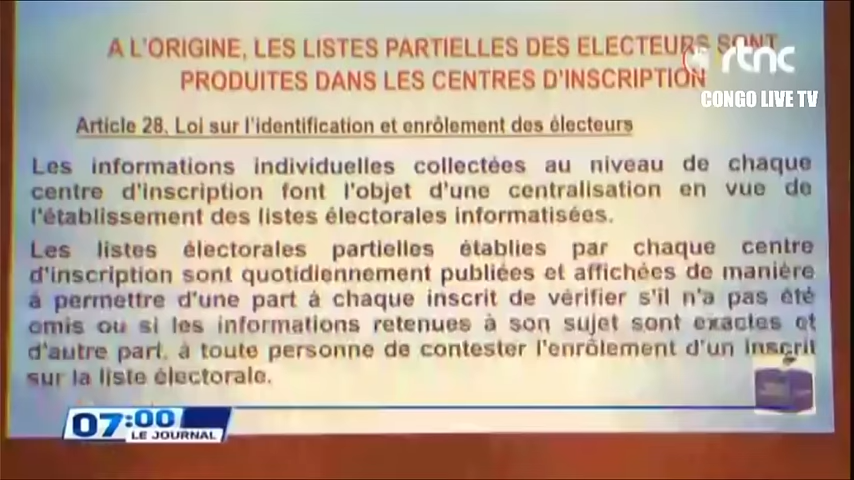 A L'ORIGINE, LES LISTES PARTIELLES DES ELECTEURS SONT
PRODUITES DANS LES CENTRES D'INSCRIPTION
rtnc
CONGO LIVE TV
Article 28. Loi sur l'identification et enrôlement des électeurs
Les informations individuelles collectées au niveau de chaque
centre d'inscription font l'objet d'une centralisation en vue de
l'établissement des listes électorales informatisées.
Les listes électorales partielles établies par chaque centre
d'inscription sont quotidiennement publiées et affichées de manière
à permettre d'une part à chaque inscrit de vérifier s'il n'a pas été
omis ou si les informations retenues à son sujet sont exactes et
d'autre part, à toute personne de contester l'enrôlement d'un inscrit
sur la liste électorale.
07:00
LE JOURNAL